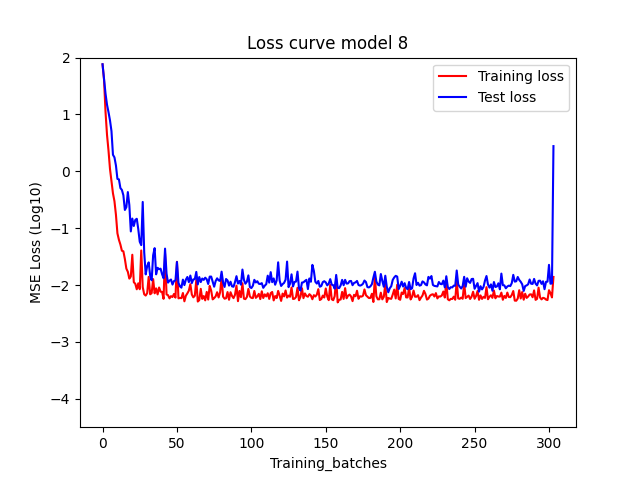 Loss curve model 8
Training loss
Test loss
MSE Loss (Log10)
2
1
0
−1
−2
−3
−4
0 50 100 150 200 250 300
Training_batches